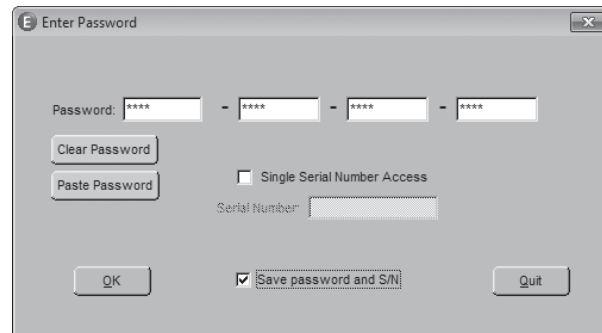 E Enter Password
Password: **** - **** - **** - ****
Clear Password
Paste Password
Single Serial Number Access
Serial Number:
OK
Save password and S/N
Quit